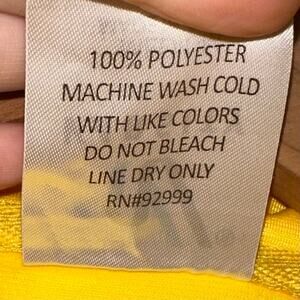 100% POLYESTER
MACHINE WASH COLD
WITH LIKE COLORS
DO NOT BLEACH
LINE DRY ONLY
RN#92999